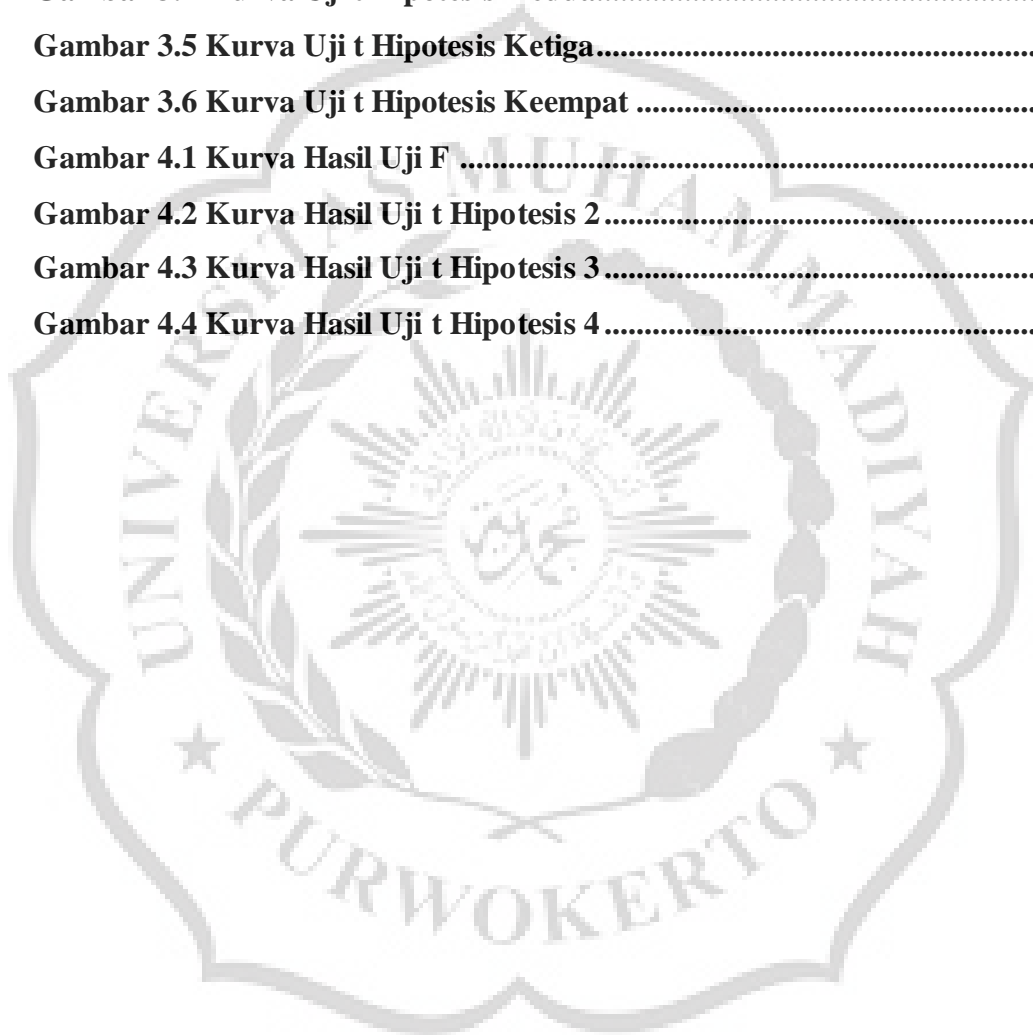 Gambar 3.5 Kurva Uji t Hipotesis Ketiga
Gambar 3.6 Kurva Uji t Hipotesis Keempat
Gambar 4.1 Kurva Hasil Uji F
Gambar 4.2 Kurva Hasil Uji t Hipotesis 2
Gambar 4.3 Kurva Hasil Uji t Hipotesis 3
Gambar 4.4 Kurva Hasil Uji t Hipotesis 4
UNIVERSITAS MUHAMMADIYAH
PURWOKERTO